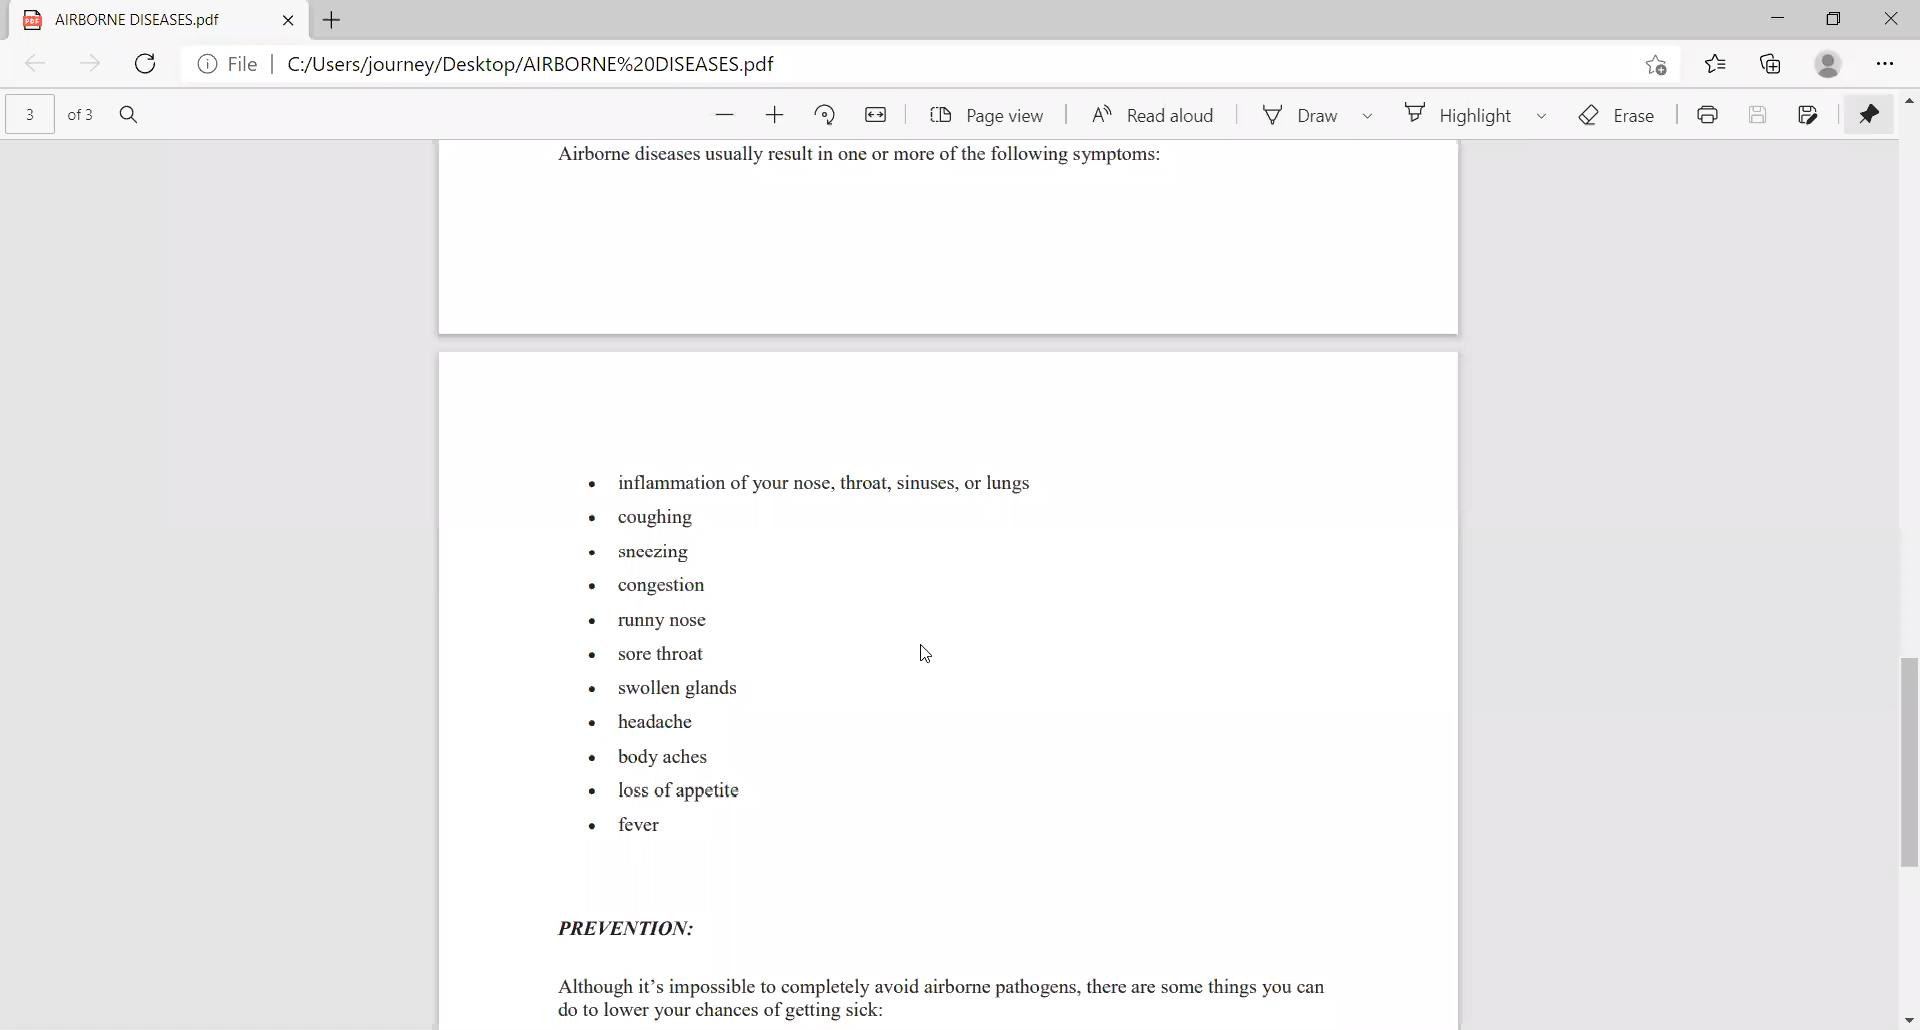 AIRBORNE DISEASES.pdf
File | C:/Users/journey/Desktop/AIRBORNE%20DISEASES.pdf
3 of 3 Page view Read aloud Draw Highlight Erase
Airborne diseases usually result in one or more of the following symptoms:
• inflammation of your nose, throat, sinuses, or lungs
• coughing
• sneezing
• congestion
• runny nose
• sore throat
• swollen glands
• headache
• body aches
• loss of appetite
• fever
PREVENTION:
Although it’s impossible to completely avoid airborne pathogens, there are some things you can
do to lower your chances of getting sick: